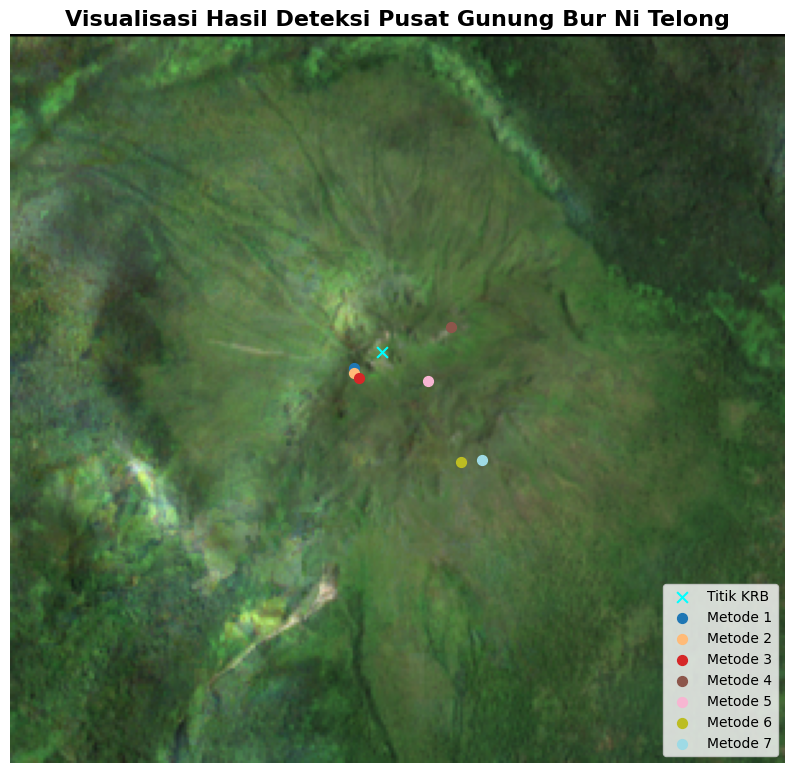 Visualisasi Hasil Deteksi Pusat Gunung Bur Ni Telong
Titik KRB
Metode 1
Metode 2
Metode 3
Metode 4
Metode 5
Metode 6
Metode 7